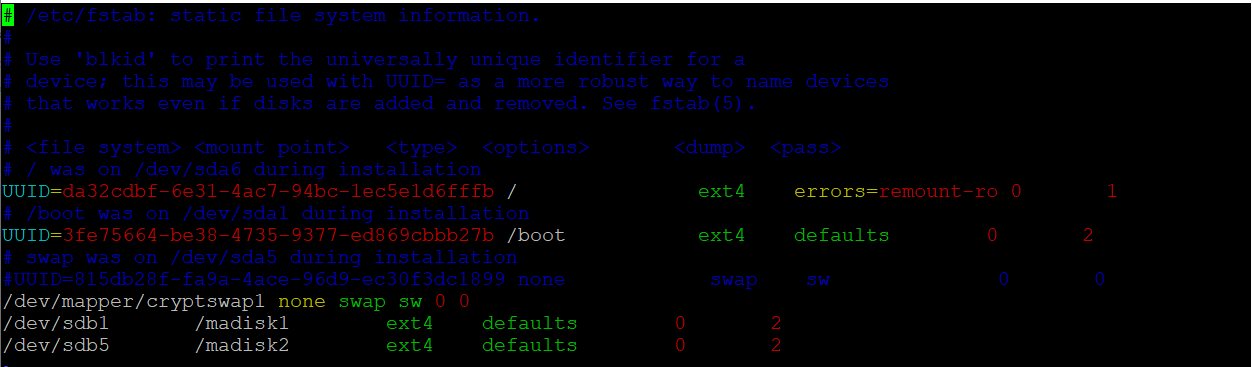 # /etc/fstab: static file system information.
#
# Use 'blkid' to print the universally unique identifier for a
# device; this may be used with UUID= as a more robust way to name devices
# that works even if disks are added and removed. See fstab(5).
#
# <file system> <mount point>   <type>  <options>       <dump>  <pass>
# / was on /dev/sda6 during installation
UUID=da32cdbf-6e31-4ac7-94bc-1ec5e1d6fffb /               ext4    errors=remount-ro 0       1
# /boot was on /dev/sda1 during installation
UUID=3fe75664-be38-4735-9377-ed869cbbb27b /boot           ext4    defaults        0       2
# swap was on /dev/sda5 during installation
#UUID=815db28f-fa9a-4ace-96d9-ec30f3dc1899 none            swap    sw              0       0
/dev/mapper/cryptswap1 none swap sw 0 0
/dev/sdb1       /madisk1        ext4    defaults        0       2
/dev/sdb5       /madisk2        ext4    defaults        0       2